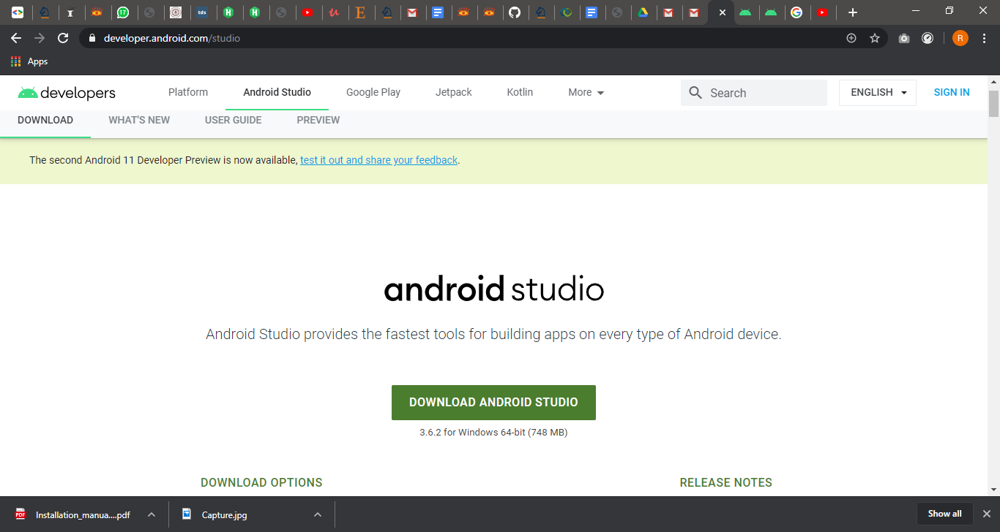 17
tds
developer.android.com/studio
R
Apps
developers
Platform
Android Studio
Google Play
Jetpack
Kotlin
More
Search
ENGLISH
SIGN IN
DOWNLOAD
WHAT'S NEW
USER GUIDE
PREVIEW
The second Android 11 Developer Preview is now available, test it out and share your feedback.
android studio
Android Studio provides the fastest tools for building apps on every type of Android device.
DOWNLOAD ANDROID STUDIO
3.6.2 for Windows 64-bit (748 MB)
DOWNLOAD OPTIONS
RELEASE NOTES
PDF
Installation_manua....pdf
Capture.jpg
Show all